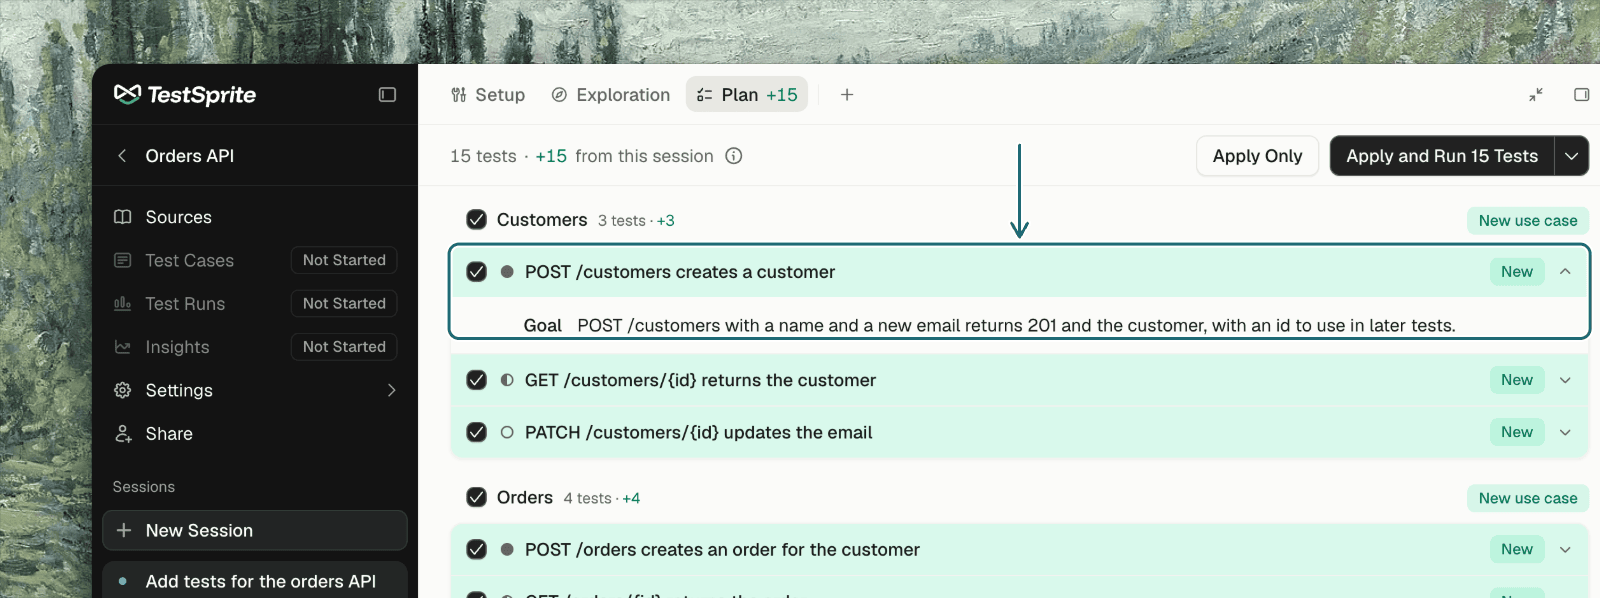 TestSprite
Setup
Exploration
Plan +15
Orders API
15 tests · +15 from this session
Apply Only
Apply and Run 15 Tests
Sources
Test Cases Not Started
Test Runs Not Started
Insights Not Started
Settings
Share
Sessions
New Session
Add tests for the orders API
Customers 3 tests · +3
New use case
POST /customers creates a customer
New
Goal POST /customers with a name and a new email returns 201 and the customer, with an id to use in later tests.
GET /customers/{id} returns the customer
New
PATCH /customers/{id} updates the email
New
Orders 4 tests · +4
New use case
POST /orders creates an order for the customer
New